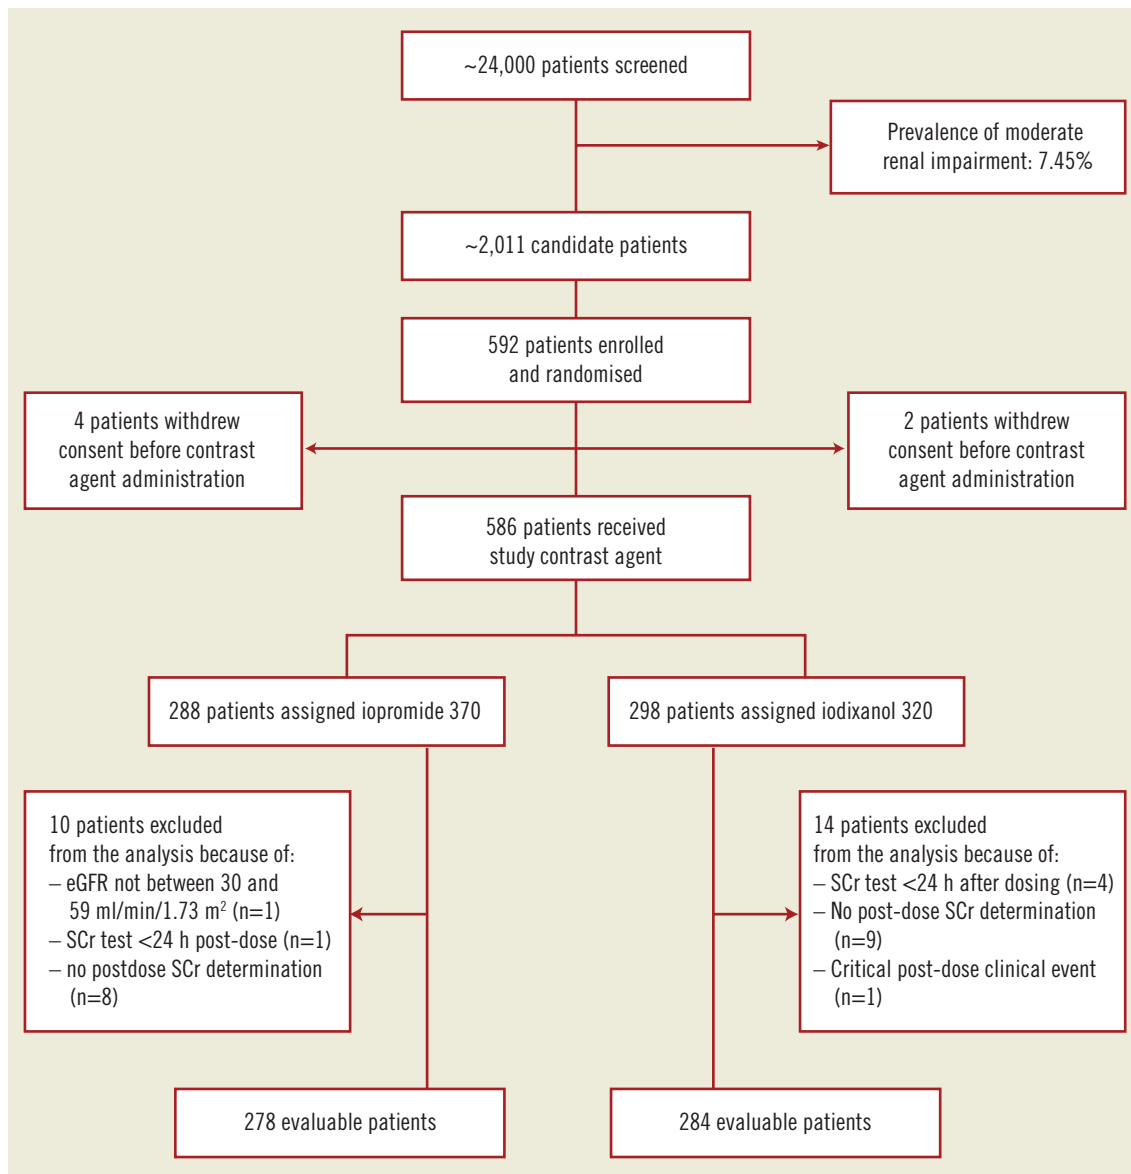 ~24,000 patients screened
Prevalence of moderate
renal impairment: 7.45%
~2,011 candidate patients
592 patients enrolled
and randomised
4 patients withdrew
consent before contrast
agent administration
2 patients withdrew
consent before contrast
agent administration
586 patients received
study contrast agent
288 patients assigned iopromide 370
298 patients assigned iodixanol 320
10 patients excluded
from the analysis because of:
– eGFR not between 30 and
59 ml/min/1.73 m² (n=1)
– SCr test <24 h post-dose (n=1)
– no postdose SCr determination
(n=8)
14 patients excluded
from the analysis because of:
– SCr test <24 h after dosing (n=4)
– No post-dose SCr determination
(n=9)
– Critical post-dose clinical event
(n=1)
278 evaluable patients
284 evaluable patients